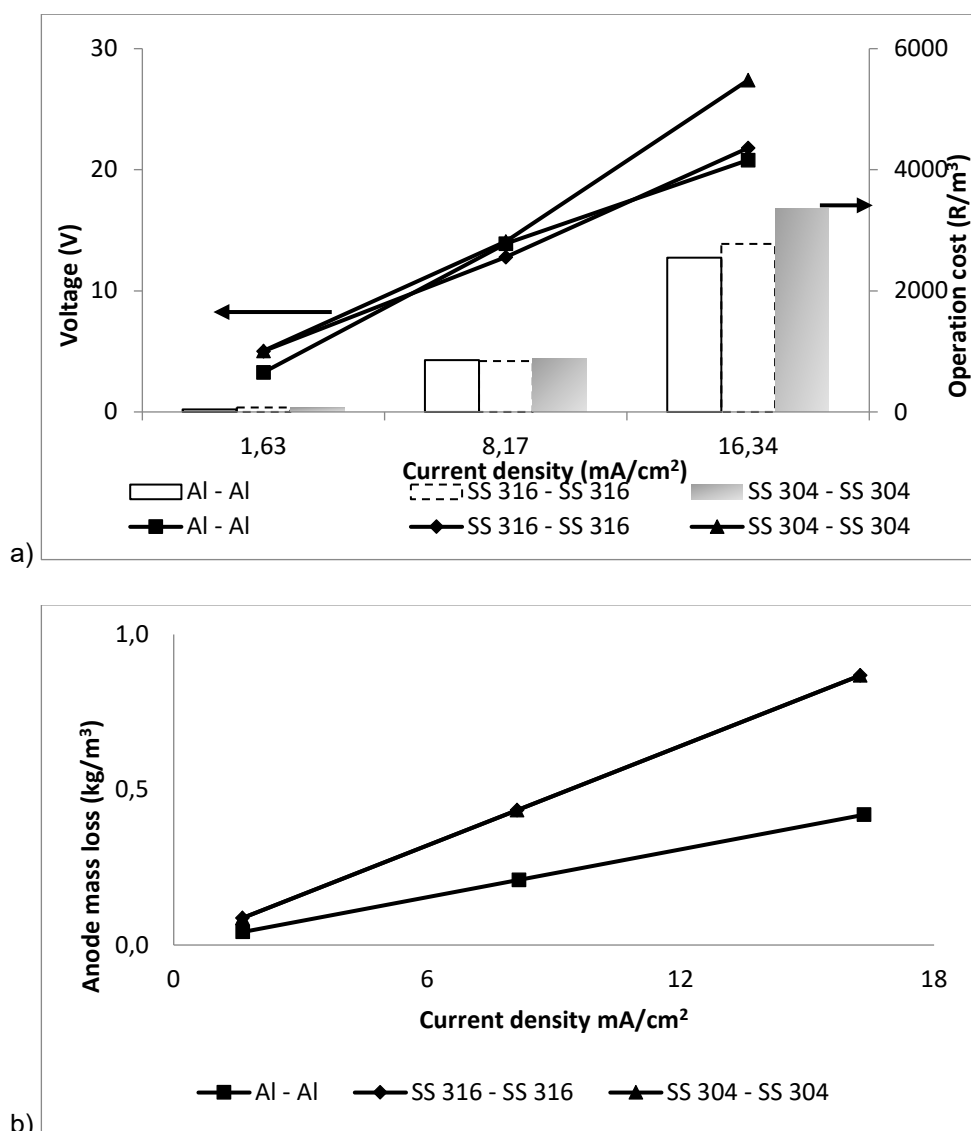 30
20
10
0
Voltage (V)
6000
4000
2000
0
Operation cost (R/m³)
1,63 8,17 16,34
Current density (mA/cm²)
Al - Al SS 316 - SS 316 SS 304 - SS 304
Al - Al SS 316 - SS 316 SS 304 - SS 304
a)
1,0
0,5
0,0
Anode mass loss (kg/m³)
0 6 12 18
Current density mA/cm²
Al - Al SS 316 - SS 316 SS 304 - SS 304
b)